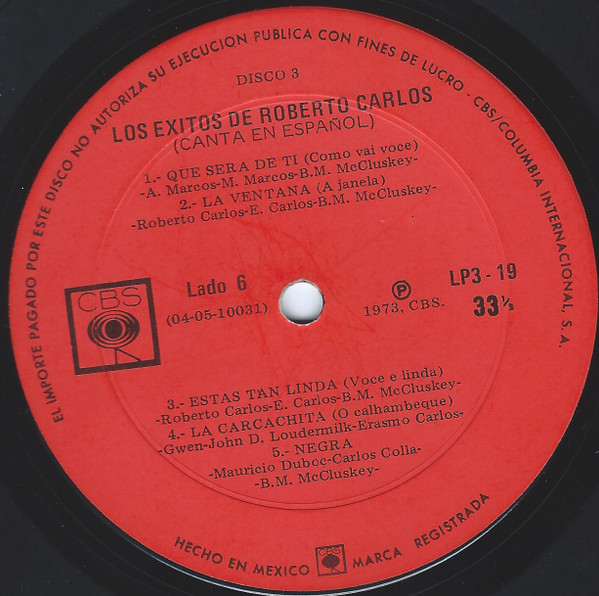 EL IMPORTE PAGADO POR ESTE DISCO NO AUTORIZA SU EJECUCION PUBLICA CON FINES DE LUCRO - CBS/COLUMBIA INTERNACIONAL, S.A.
DISCO 3
LOS EXITOS DE ROBERTO CARLOS
(CANTA EN ESPAÑOL)
1.- QUE SERA DE TI (Como vai voce)
-A. Marcos-M. Marcos-B.M. McCluskey-
2.- LA VENTANA (A janela)
-Roberto Carlos-E. Carlos-B.M. McCluskey-
CBS
Lado 6
(04-05-10031)
Ⓟ
1973, CBS.
LP3 - 19
33 ⅓
3.- ESTAS TAN LINDA (Voce e linda)
-Roberto Carlos-E. Carlos-B.M. McCluskey-
4.- LA CARCACHITA (O calhambeque)
-Gwen-John D. Loudermilk-Erasmo Carlos-
5.- NEGRA
-Mauricio Duboc-Carlos Colla-
-B.M. McCluskey-
HECHO EN MEXICO CBS MARCA REGISTRADA